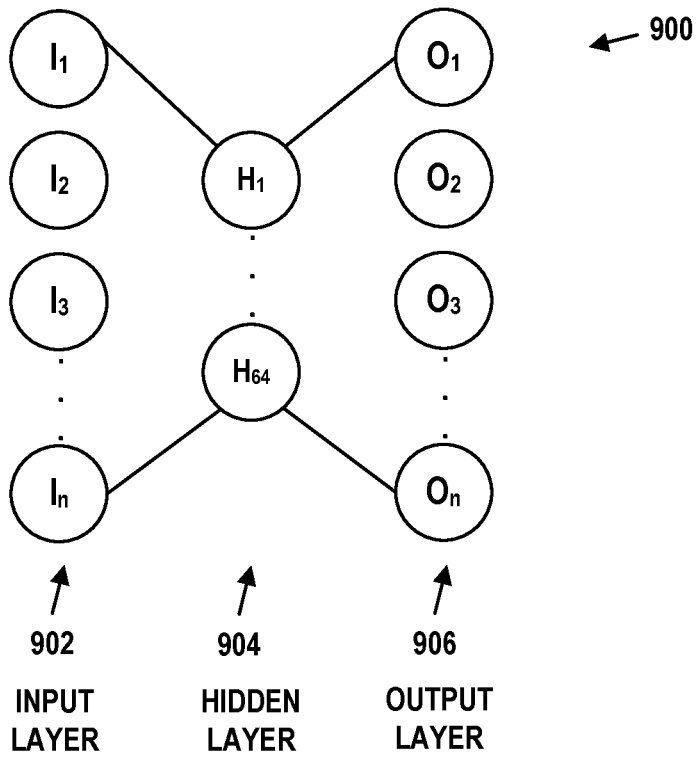 900
I1
O1
H1
I2
O2
I3
O3
H64
In
On
902
904
906
INPUT
LAYER
HIDDEN
LAYER
OUTPUT
LAYER